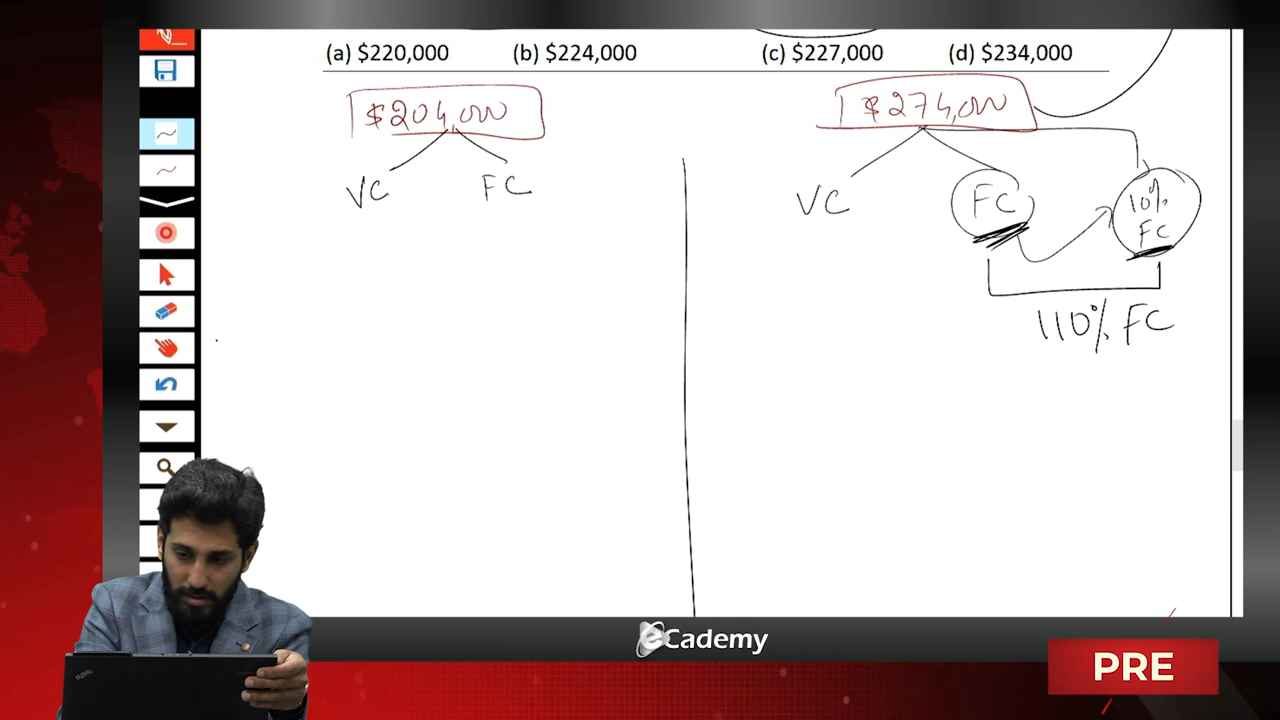 (a) $220,000 (b) $224,000 (c) $227,000 (d) $234,000
$204,000 $274,000
VC FC VC FC 10% FC
110% FC
eCademy
PRE